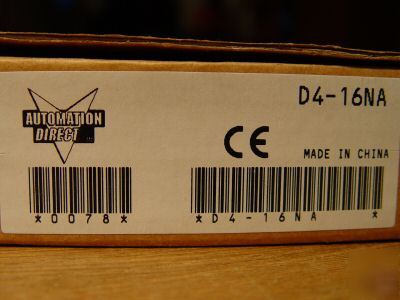 D4-16NA
AUTOMATION
DIRECT
CE
MADE IN CHINA
*0078*
*D4-16NA *